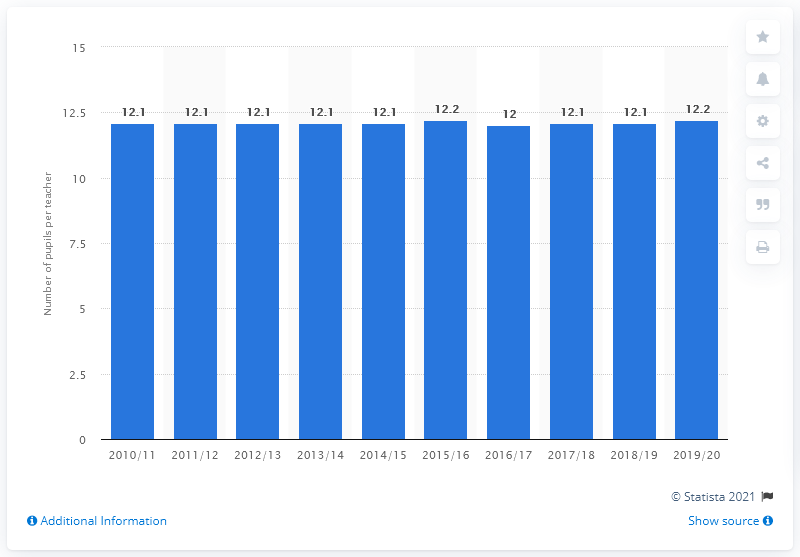 15
12.5
10
7.5
5
2.5
0
Number of pupils per teacher
12.1 12.1 12.1 12.1 12.1 12.2 12 12.1 12.1 12.2
2010/11 2011/12 2012/13 2013/14 2014/15 2015/16 2016/17 2017/18 2018/19 2019/20
© Statista 2021
Additional Information Show source